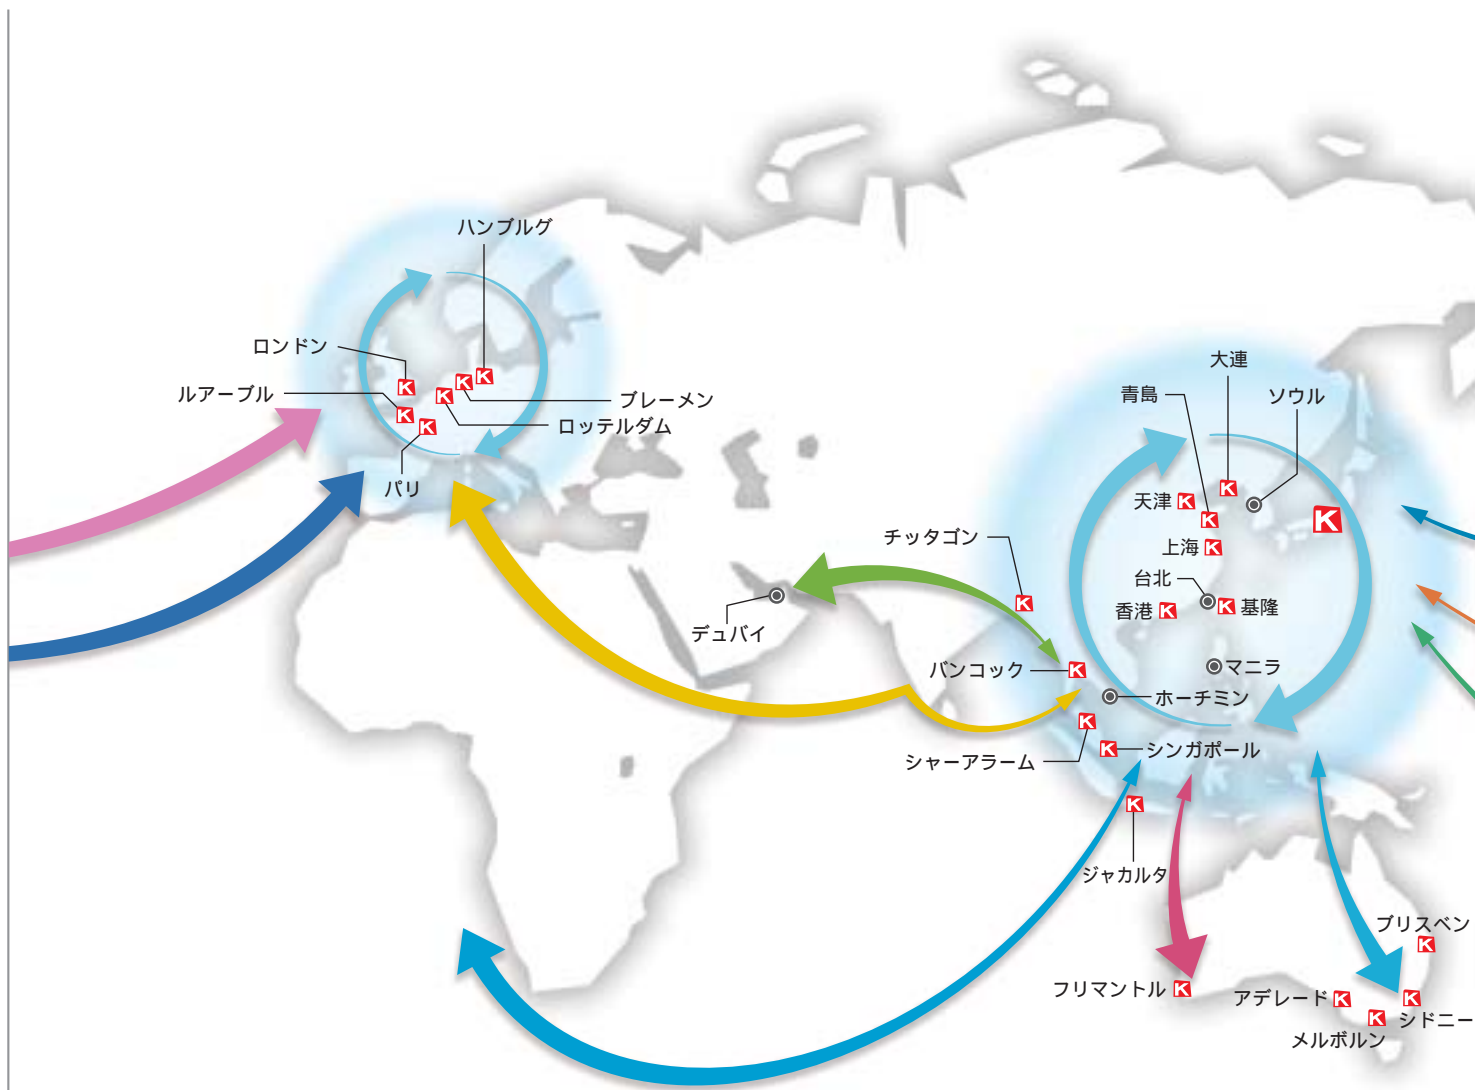 ハンブルグ
ロンドン
ルアーブル
ブレーメン
ロッテルダム
パリ
大連
青島
ソウル
天津
K
上海
チッタゴン
台北
香港
基隆
デュバイ
バンコック
マニラ
ホーチミン
シャーアラーム
シンガポール
ジャカルタ
ブリスベン
フリマントル
アデレード
シドニー
メルボルン